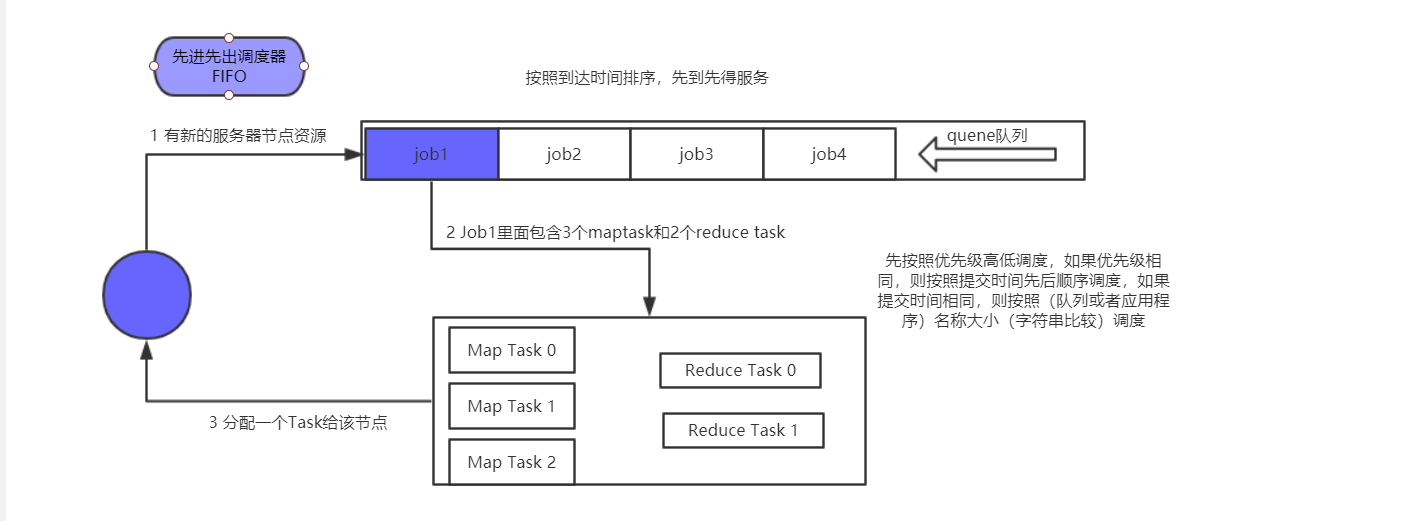 先进先出调度器
FIFO
按照到达时间排序，先到先得服务
1 有新的服务器节点资源
job1
job2
job3
job4
quene队列
2 Job1里面包含3个maptask和2个reduce task
先按照优先级高低调度，如果优先级相
同，则按照提交时间先后顺序调度，如果
提交时间相同，则按照（队列或者应用程
序）名称大小（字符串比较）调度
Map Task 0
Map Task 1
Map Task 2
Reduce Task 0
Reduce Task 1
3 分配一个Task给该节点